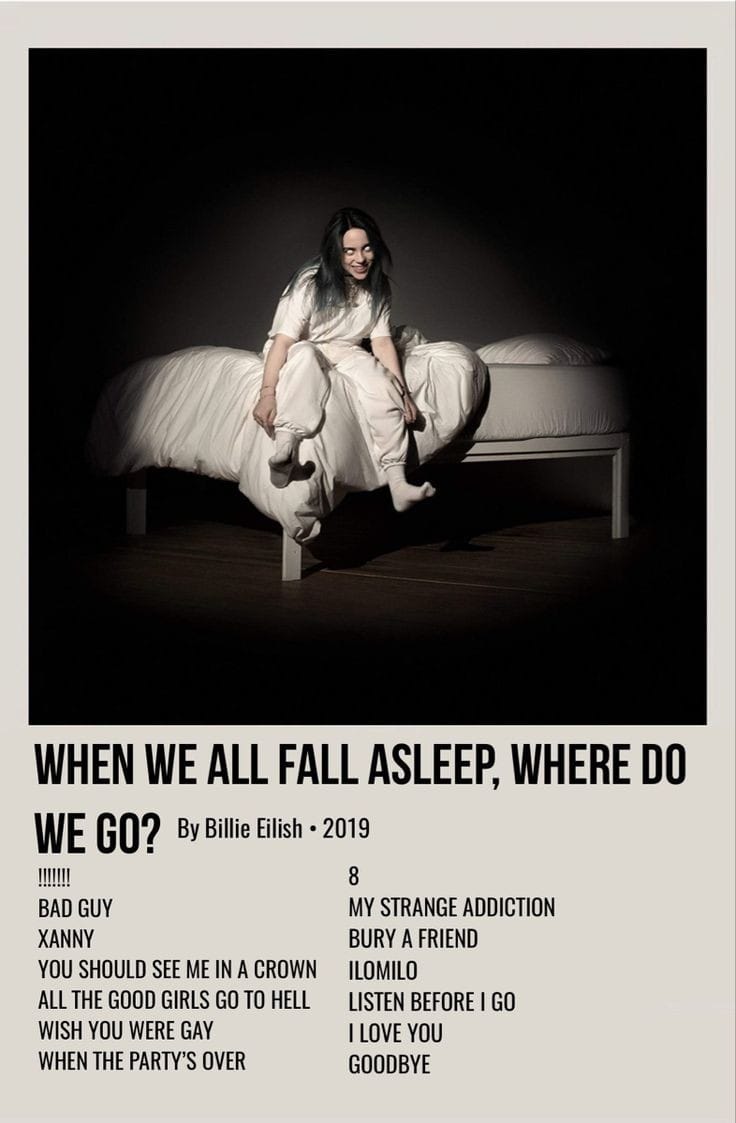 WHEN WE ALL FALL ASLEEP, WHERE DO
WE GO? By Billie Eilish • 2019
!!!!!!!
BAD GUY
XANNY
YOU SHOULD SEE ME IN A CROWN
ALL THE GOOD GIRLS GO TO HELL
WISH YOU WERE GAY
WHEN THE PARTY'S OVER
8
MY STRANGE ADDICTION
BURY A FRIEND
ILOMILO
LISTEN BEFORE I GO
I LOVE YOU
GOODBYE